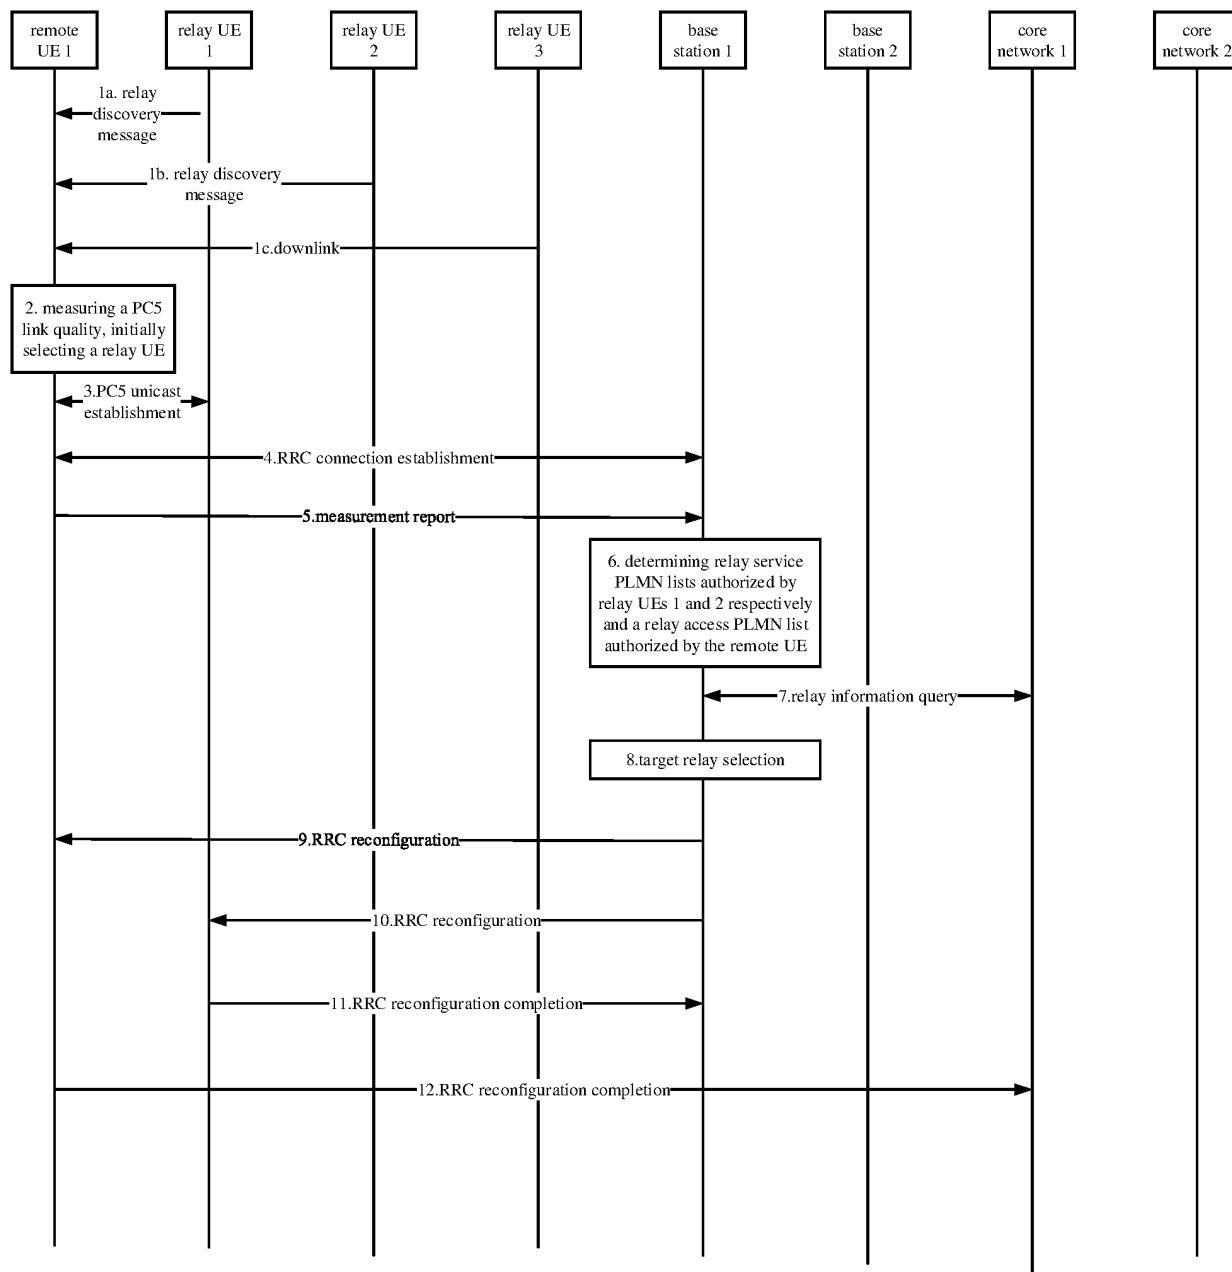 remote
UE 1
relay UE
1
relay UE
2
relay UE
3
base
station 1
base
station 2
core
network 1
core
network 2
1a. relay
discovery
message
1b. relay discovery
message
1c.downlink
2. measuring a PC5
link quality, initially
selecting a relay UE
3.PC5 unicast
establishment
4.RRC connection establishment
5.measurement report
6. determining relay service
PLMN lists authorized by
relay UEs 1 and 2 respectively
and a relay access PLMN list
authorized by the remote UE
7.relay information query
8.target relay selection
9.RRC reconfiguration
10.RRC reconfiguration
11.RRC reconfiguration completion
12.RRC reconfiguration completion